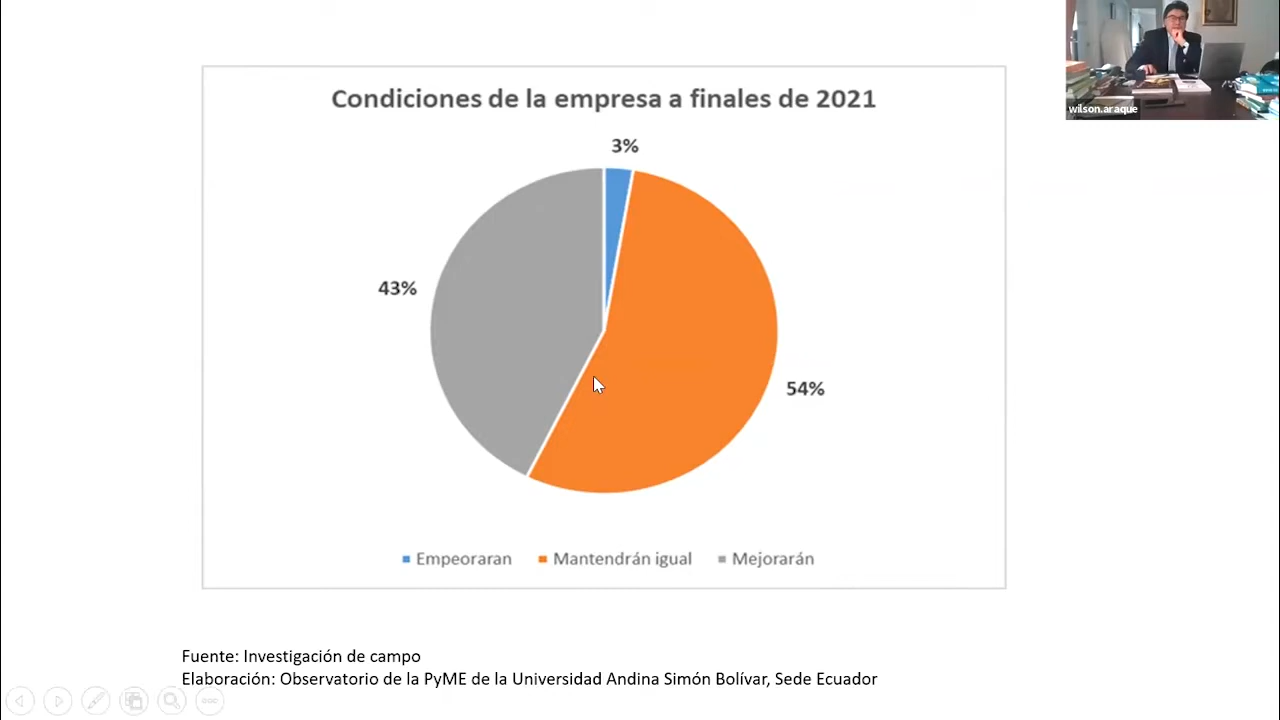 wilson.araque
Condiciones de la empresa a finales de 2021
3%
43%
54%
Empeoraran Mantendrán igual Mejorarán
Fuente: Investigación de campo
Elaboración: Observatorio de la PyME de la Universidad Andina Simón Bolívar, Sede Ecuador